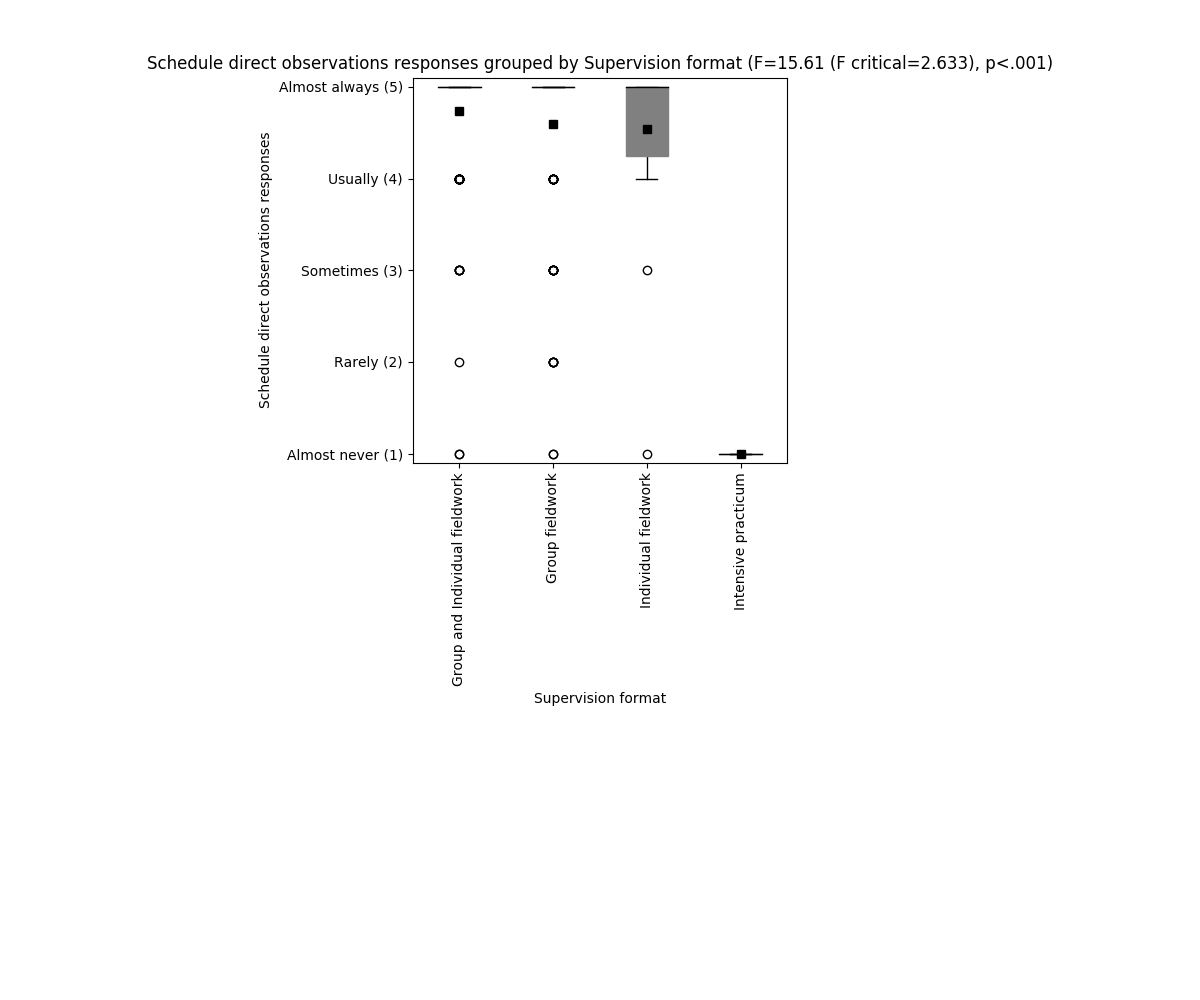 Schedule direct observations responses grouped by Supervision format (F=15.61 (F critical=2.633), p<.001)
Schedule direct observations responses
Almost always (5)
Usually (4)
Sometimes (3)
Rarely (2)
Almost never (1)
Group and Individual fieldwork
Group fieldwork
Individual fieldwork
Intensive practicum
Supervision format